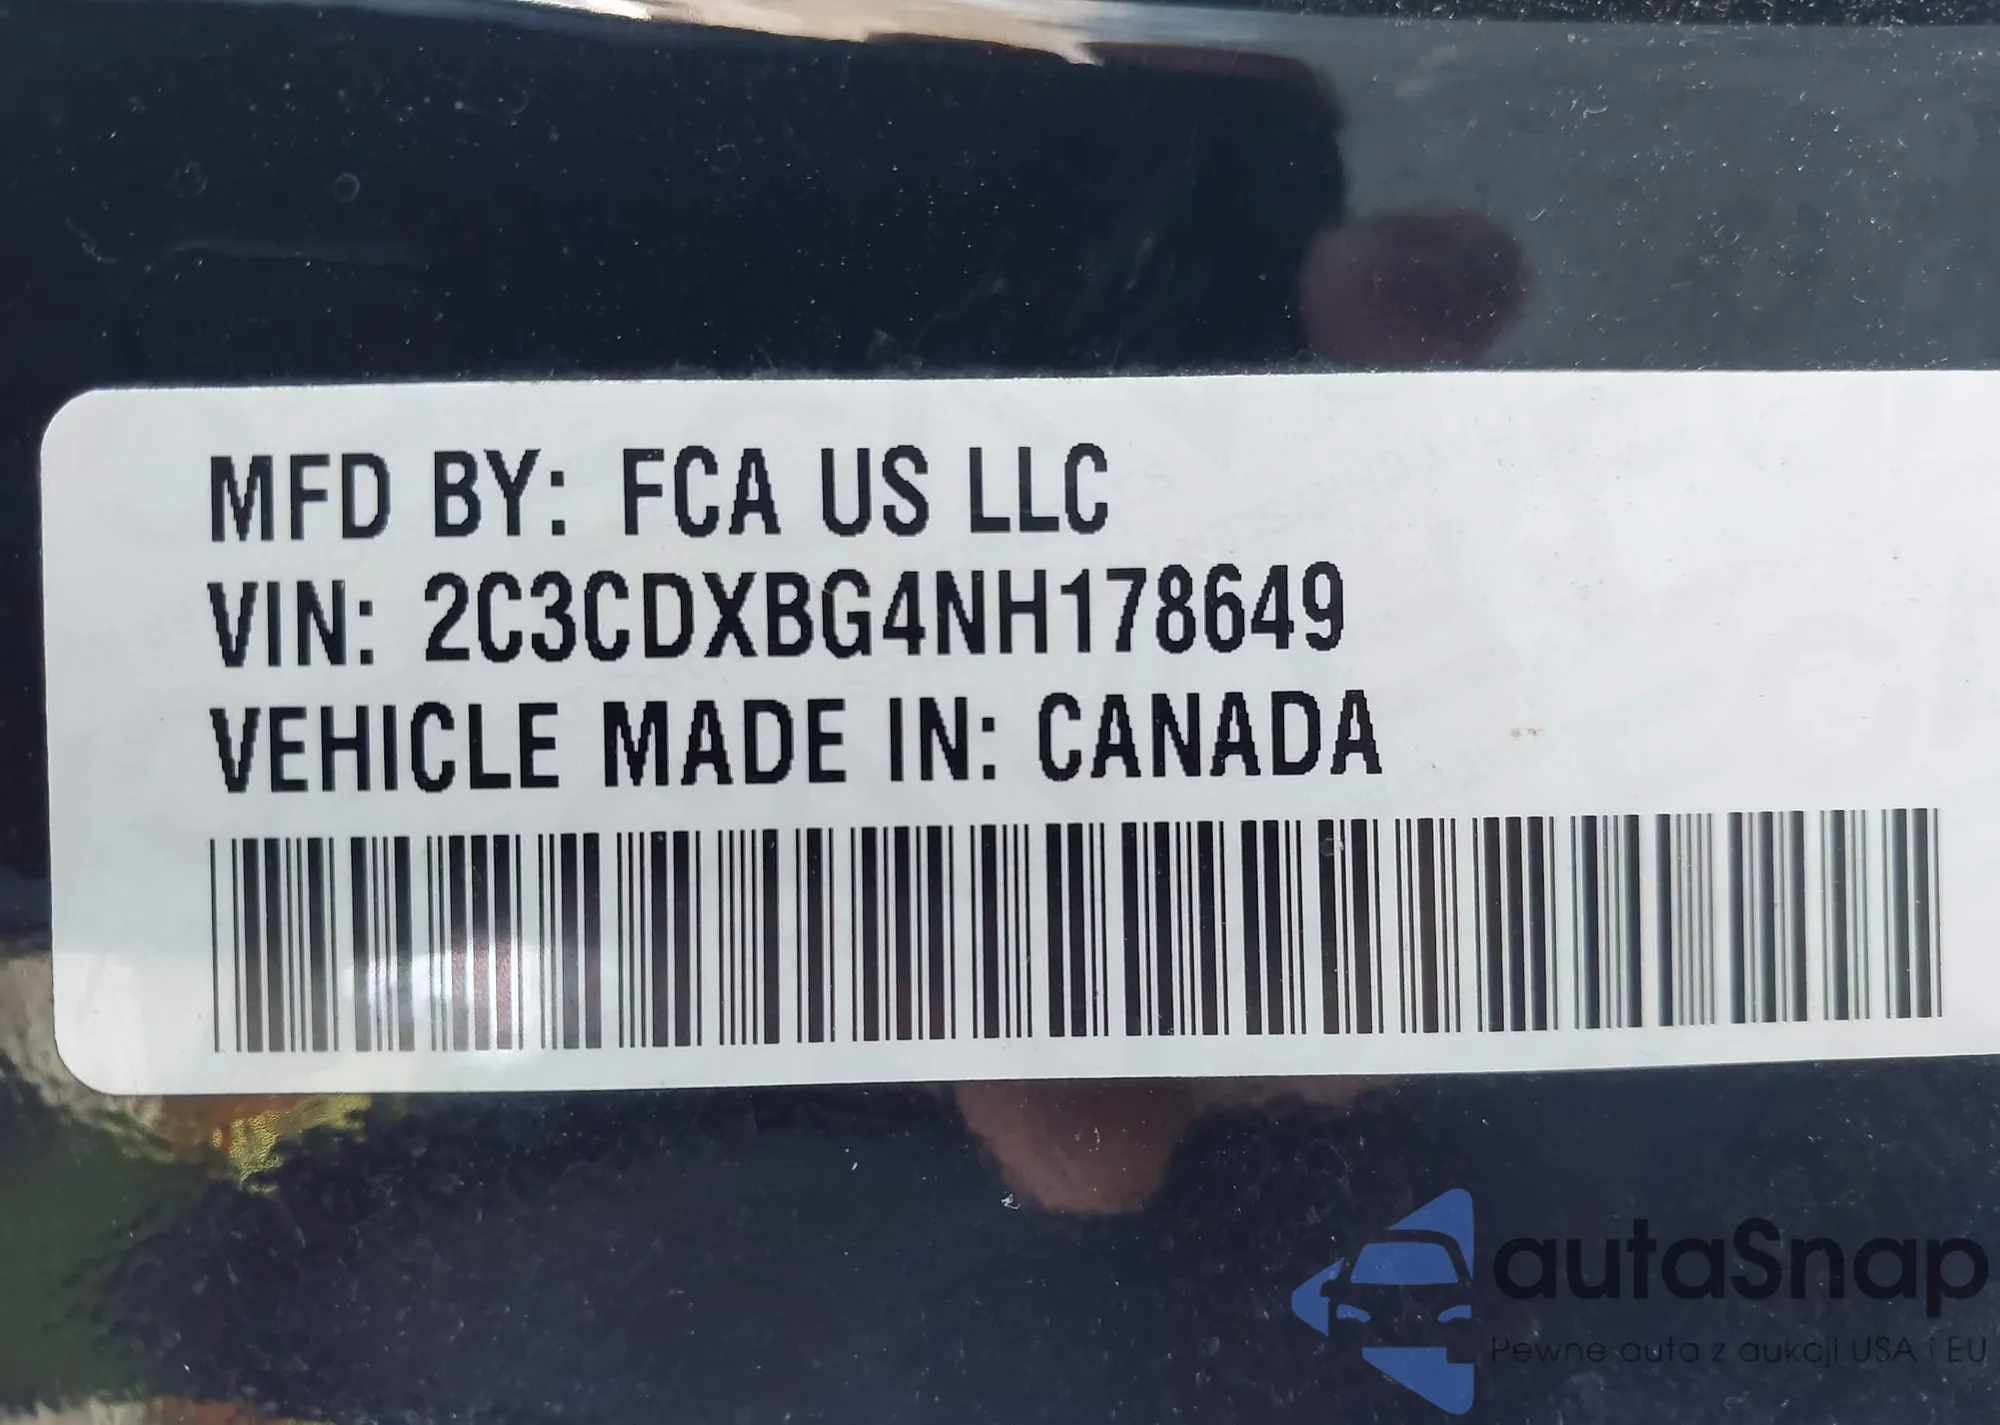 MFD BY: FCA US LLC
VIN: 2C3CDXBG4NH178649
VEHICLE MADE IN: CANADA
autaSnap
Pewne auta z aukcji USA i EU